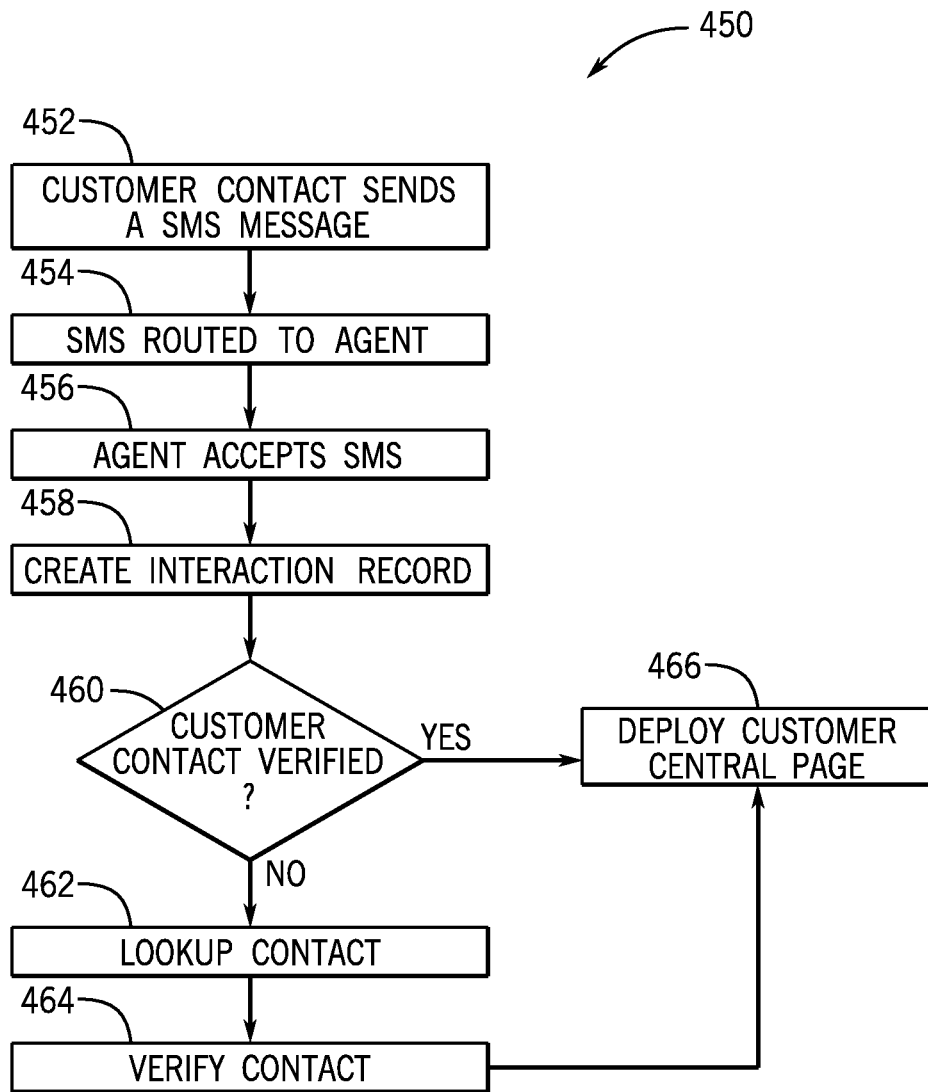 450
452
CUSTOMER CONTACT SENDS
A SMS MESSAGE
454
SMS ROUTED TO AGENT
456
AGENT ACCEPTS SMS
458
CREATE INTERACTION RECORD
460
CUSTOMER
CONTACT VERIFIED
?
YES
466
DEPLOY CUSTOMER
CENTRAL PAGE
NO
462
LOOKUP CONTACT
464
VERIFY CONTACT